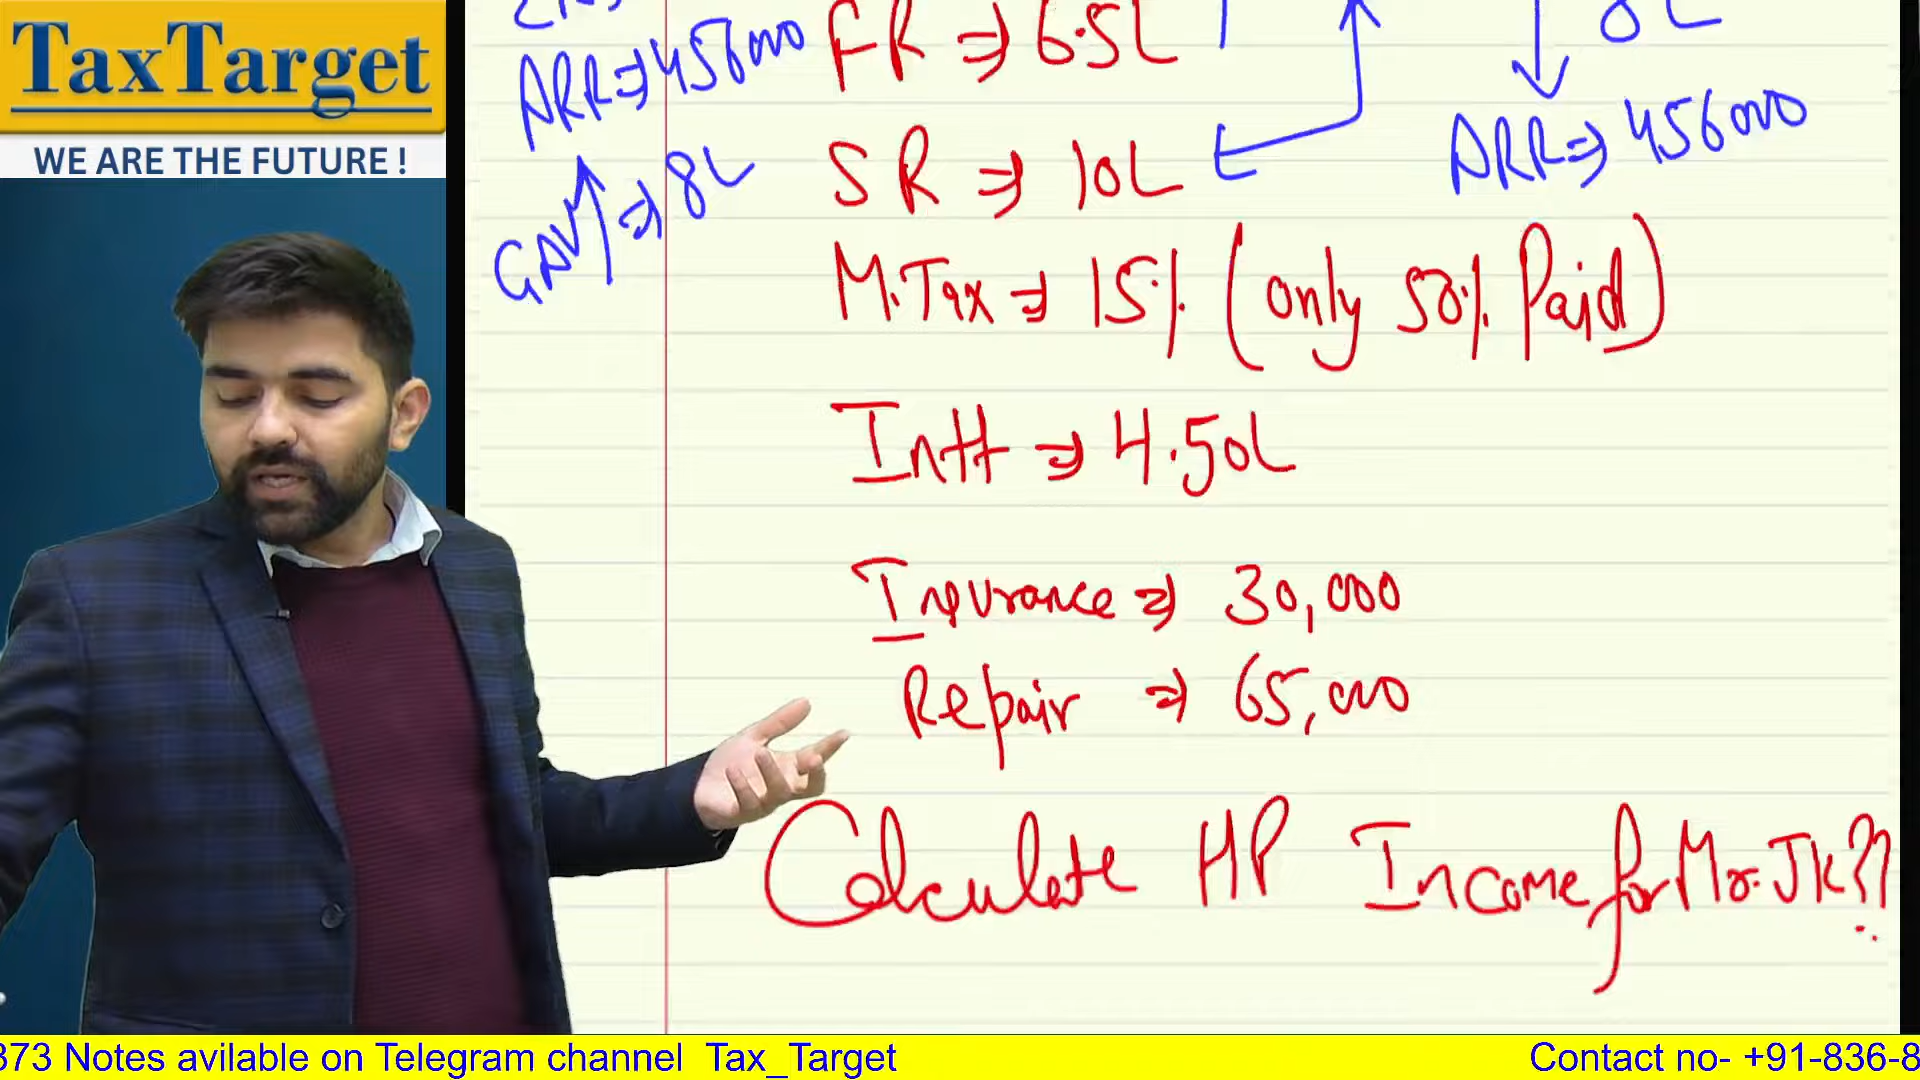 TaxTarget
WE ARE THE FUTURE !
ARR ⇒ 456000
GAV ⇒ 8L
FR ⇒ 6.5L
8L
ARR ⇒ 456000
SR ⇒ 10L
M.Tax ⇒ 15% (only 50% Paid)
Intt ⇒ 4.50L
Insurance ⇒ 30,000
Repair ⇒ 65,000
Calculate HP Income for Mr. JK??
373 Notes avilable on Telegram channel Tax_Target
Contact no- +91-836-8